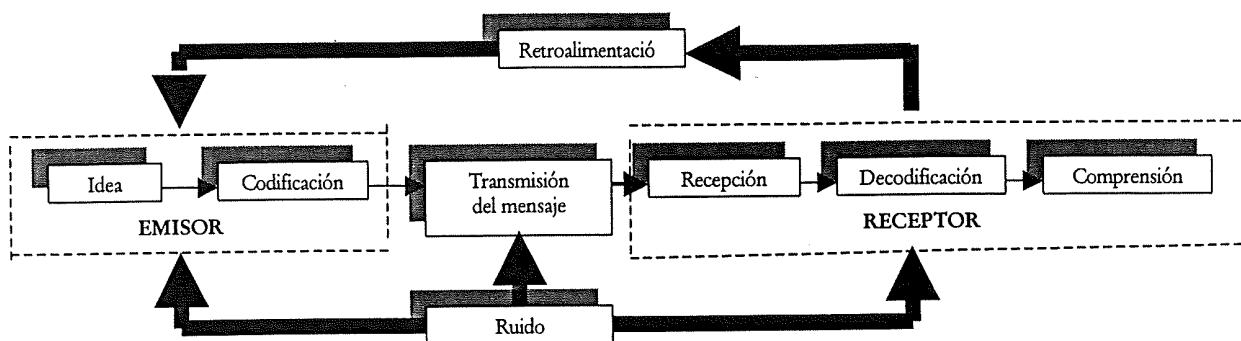 Retroalimentació
Idea
Codificación
EMISOR
Transmisión
del mensaje
Recepción
Decodificación
Comprensión
RECEPTOR
Ruido